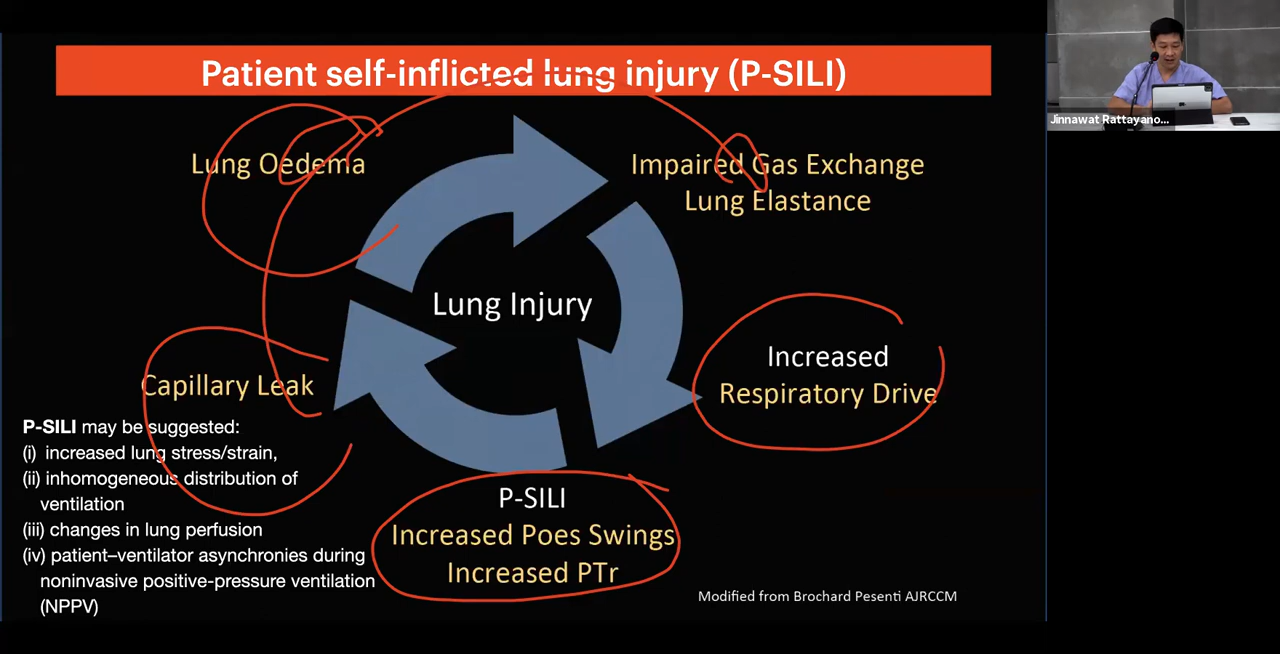 Patient self-inflicted lung injury (P-SILI)
Jinnawat Rattayano...
Lung Oedema
Impaired Gas Exchange
Lung Elastance
Lung Injury
Increased
Respiratory Drive
Capillary Leak
P-SILI may be suggested:
(i) increased lung stress/strain,
(ii) inhomogeneous distribution of
ventilation
(iii) changes in lung perfusion
(iv) patient–ventilator asynchronies during
noninvasive positive-pressure ventilation
(NPPV)
P-SILI
Increased Poes Swings
Increased PTr
Modified from Brochard Pesenti AJRCCM